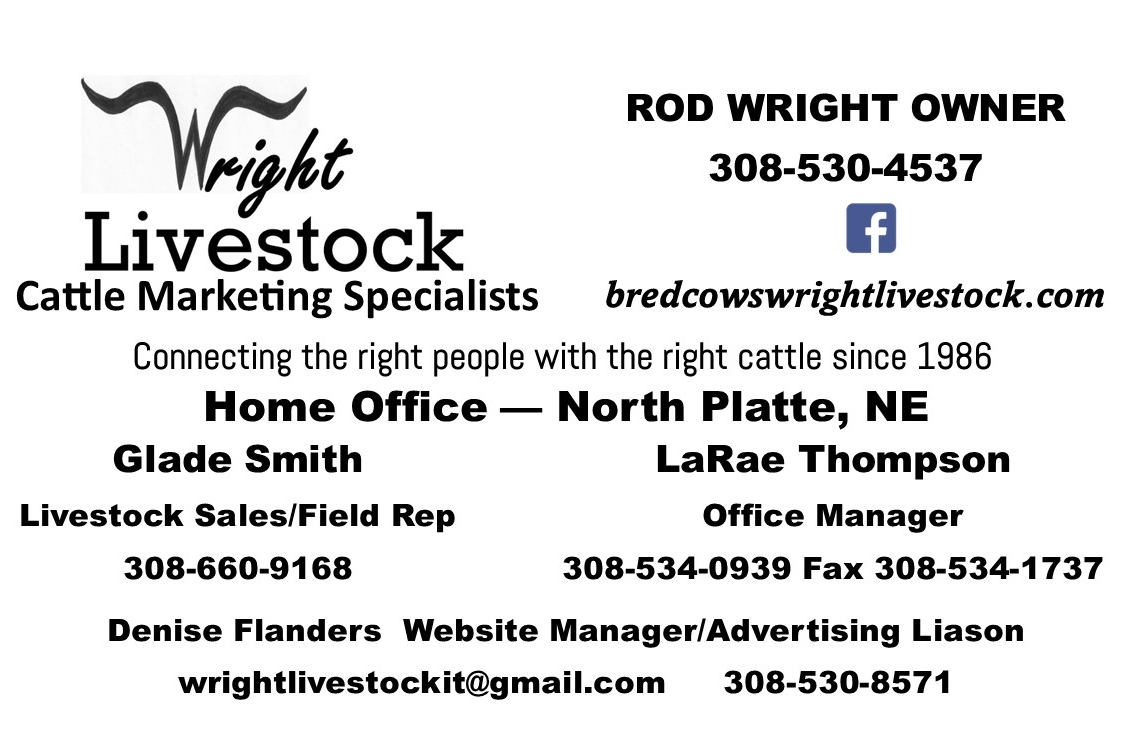 Wright
Livestock
Cattle Marketing Specialists
ROD WRIGHT OWNER
308-530-4537
f
bredcowswrightlivestock.com
Connecting the right people with the right cattle since 1986
Home Office — North Platte, NE
Glade Smith
Livestock Sales/Field Rep
308-660-9168
LaRae Thompson
Office Manager
308-534-0939 Fax 308-534-1737
Denise Flanders Website Manager/Advertising Liason
wrightlivestockit@gmail.com 308-530-8571